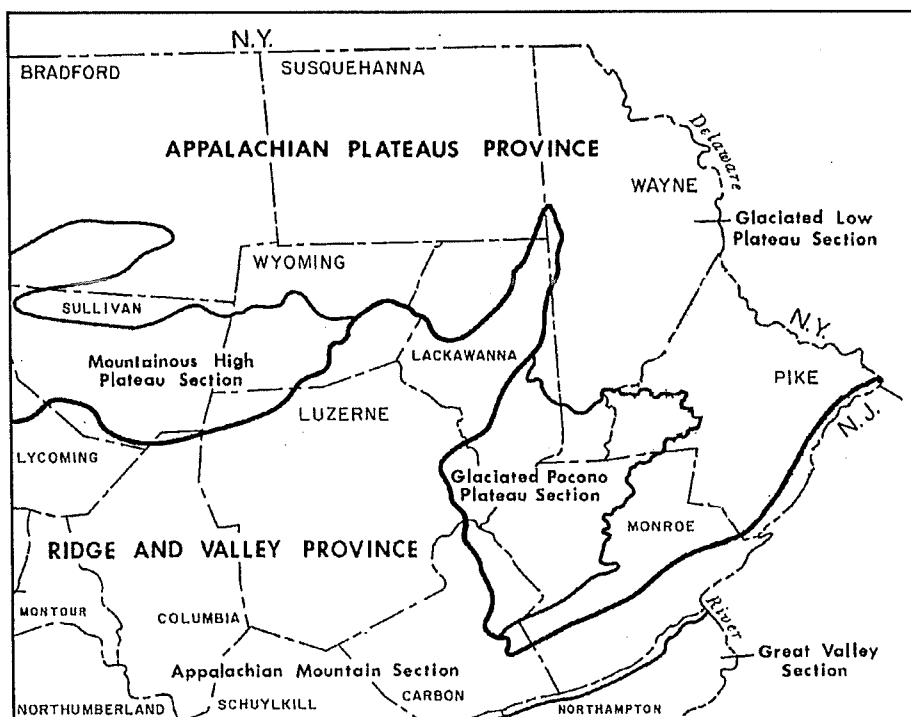 N.Y.
BRADFORD
SUSQUEHANNA
APPALACHIAN PLATEAUS PROVINCE
Delaware
WAYNE
Glaciated Low
Plateau Section
WYOMING
SULLIVAN
N.Y.
Mountainous High
Plateau Section
LACKAWANNA
PIKE
N.J.
LUZERNE
LYCOMING
Glaciated Pocono
Plateau Section
MONROE
RIDGE AND VALLEY PROVINCE
MONTOUR
COLUMBIA
River
Great Valley
Section
Appalachian Mountain Section
CARBON
NORTHUMBERLAND
SCHUYLKILL
NORTHAMPTON